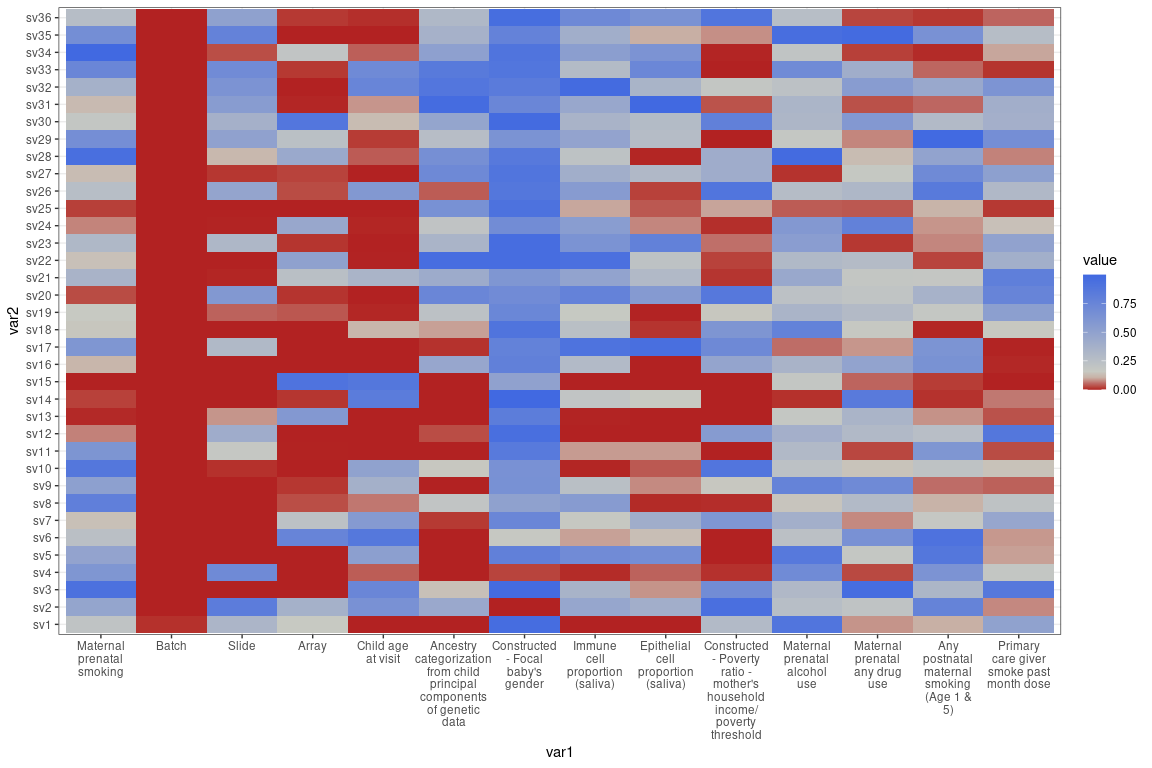 sv36
sv35
sv34
sv33
sv32
sv31
sv30
sv29
sv28
sv27
sv26
sv25
sv24
sv23
sv22
sv21
sv20
sv19
sv18
sv17
sv16
sv15
sv14
sv13
sv12
sv11
sv10
sv9
sv8
sv7
sv6
sv5
sv4
sv3
sv2
sv1
var2
Maternal
prenatal
smoking
Batch
Slide
Array
Child age
at visit
Ancestry
categorization
from child
principal
components
of genetic
data
Constructed
- Focal
baby's
gender
Immune
cell
proportion
(saliva)
Epithelial
cell
proportion
(saliva)
Constructed
- Poverty
ratio -
mother's
household
income/
poverty
threshold
Maternal
prenatal
alcohol
use
Maternal
prenatal
any drug
use
Any
postnatal
maternal
smoking
(Age 1 &
5)
Primary
care giver
smoke past
month dose
var1
value
0.75
0.50
0.25
0.00